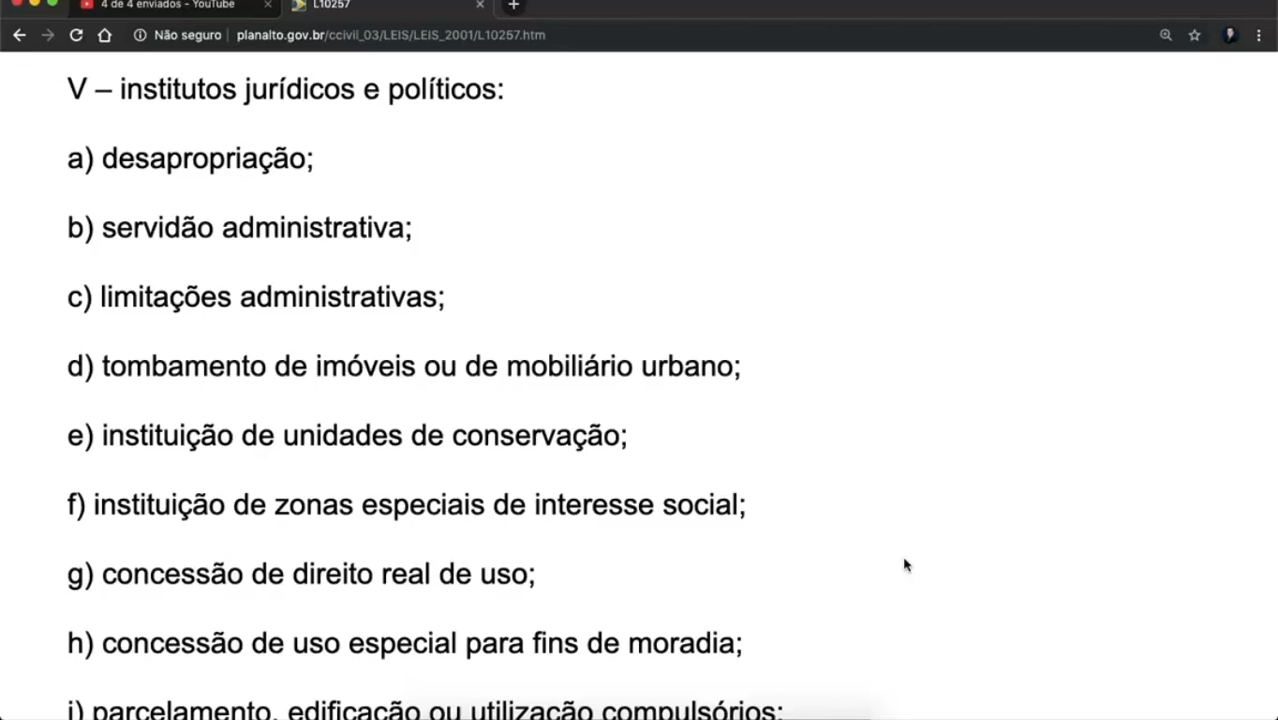 4 de 4 enviados - YouTube
L10257
Não seguro
planalto.gov.br/ccivil_03/LEIS/LEIS_2001/L10257.htm
V – institutos jurídicos e políticos:
a) desapropriação;
b) servidão administrativa;
c) limitações administrativas;
d) tombamento de imóveis ou de mobiliário urbano;
e) instituição de unidades de conservação;
f) instituição de zonas especiais de interesse social;
g) concessão de direito real de uso;
h) concessão de uso especial para fins de moradia;
i) parcelamento, edificação ou utilização compulsórios;